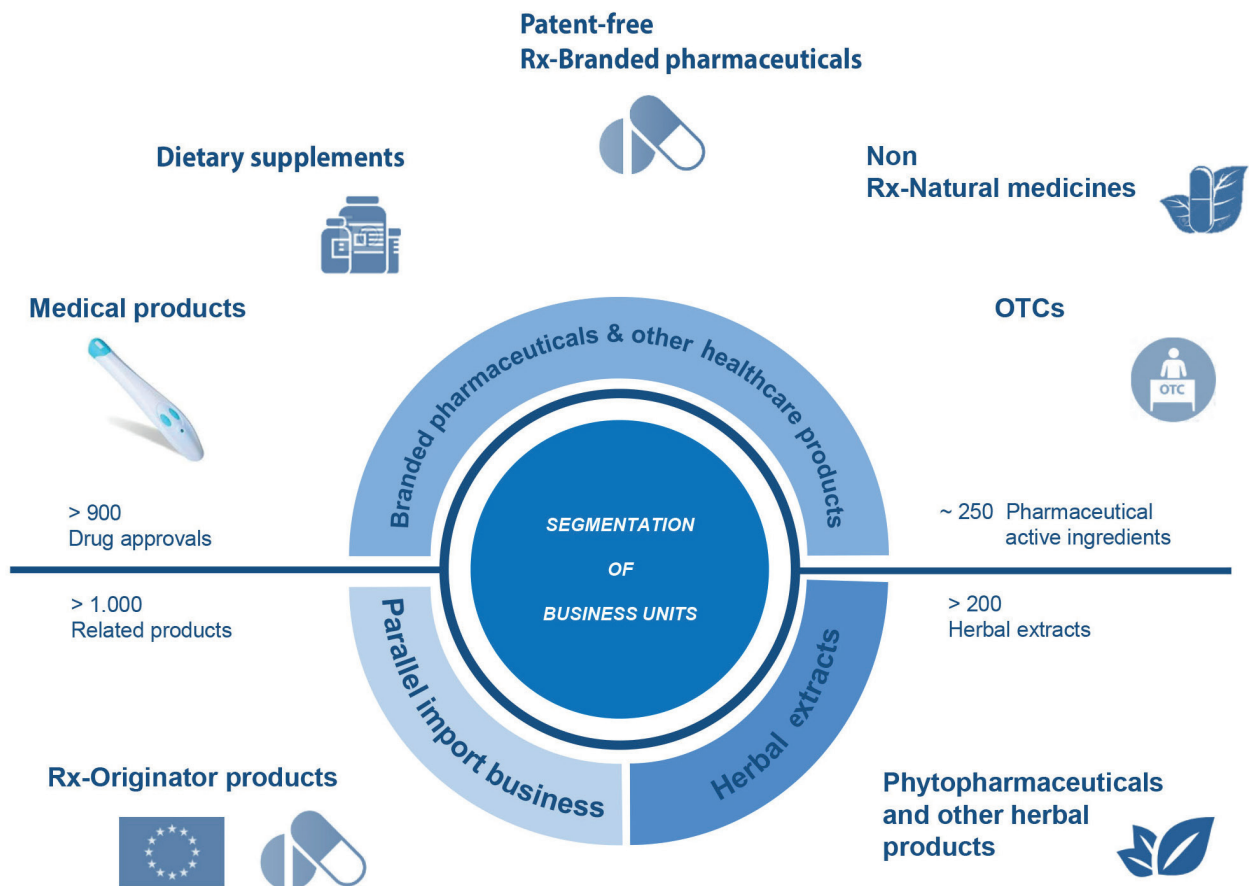 Patent-free
Rx-Branded pharmaceuticals
Dietary supplements
Non
Rx-Natural medicines
Medical products
OTCs
OTC
Branded pharmaceuticals & other healthcare products
> 900
Drug approvals
~ 250 Pharmaceutical
active ingredients
SEGMENTATION
OF
BUSINESS UNITS
> 1.000
Related products
> 200
Herbal extracts
Parallel import business
Herbal extracts
Rx-Originator products
Phytopharmaceuticals
and other herbal
products